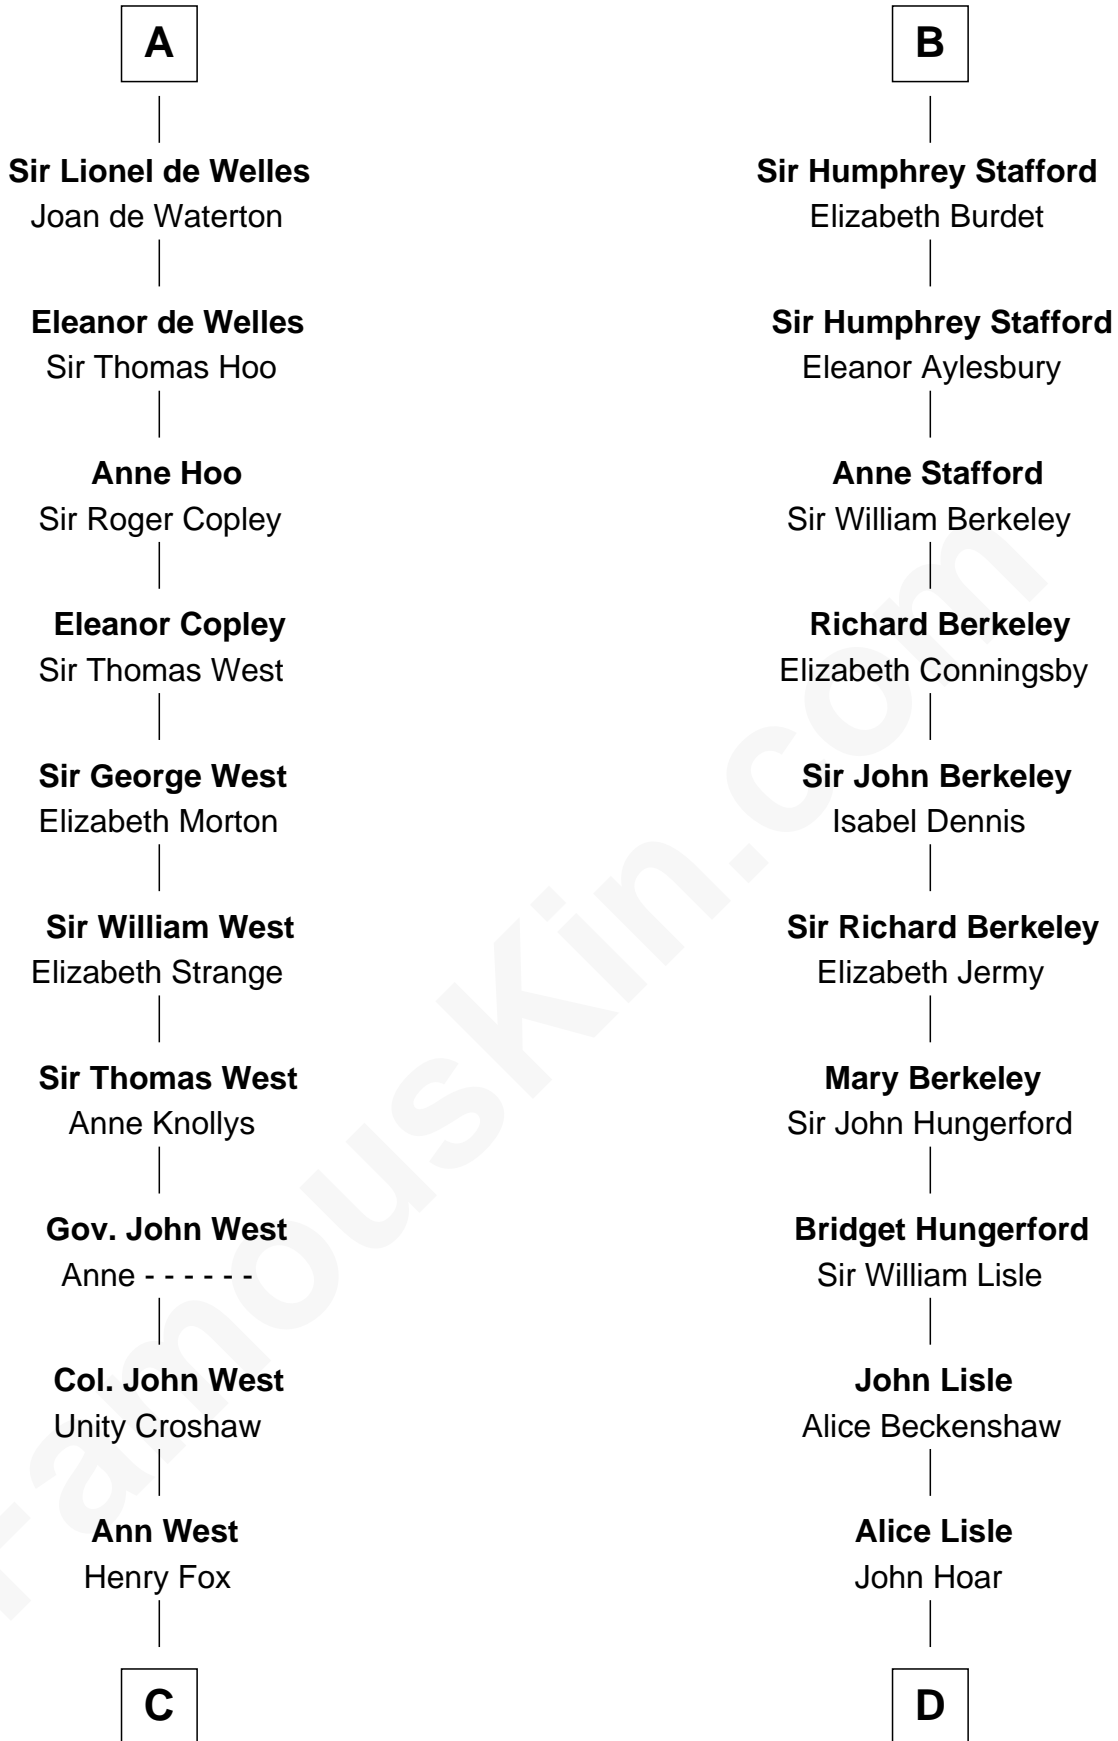 A
Sir Lionel de Welles
Joan de Waterton
Eleanor de Welles
Sir Thomas Hoo
Anne Hoo
Sir Roger Copley
Eleanor Copley
Sir Thomas West
Sir George West
Elizabeth Morton
Sir William West
Elizabeth Strange
Sir Thomas West
Anne Knollys
Gov. John West
Anne - - - - - -
Col. John West
Unity Croshaw
Ann West
Henry Fox
C
B
Sir Humphrey Stafford
Elizabeth Burdet
Sir Humphrey Stafford
Eleanor Aylesbury
Anne Stafford
Sir William Berkeley
Richard Berkeley
Elizabeth Conningsby
Sir John Berkeley
Isabel Dennis
Sir Richard Berkeley
Elizabeth Jermy
Mary Berkeley
Sir John Hungerford
Bridget Hungerford
Sir William Lisle
John Lisle
Alice Beckenshaw
Alice Lisle
John Hoar
D
FamousKin.com